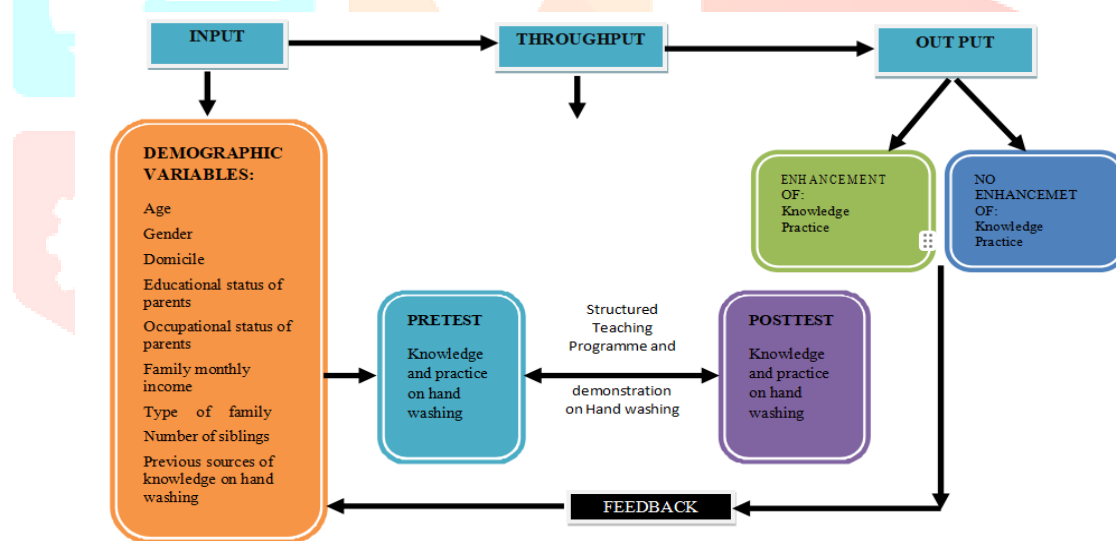 INPUT
THROUGHPUT
OUT PUT
DEMOGRAPHIC
VARIABLES:
Age
Gender
Domicile
Educational status of
parents
Occupational status of
parents
Family monthly
income
Type of family
Number of siblings
Previous sources of
knowledge on hand
washing
PRETEST
Knowledge
and practice
on hand
washing
Structured
Teaching
Programme and
demonstration
on Hand washing
POSTTEST
Knowledge
and practice
on hand
washing
ENHANCEMENT
OF:
Knowledge
Practice
NO
ENHANCEMET
OF:
Knowledge
Practice
FEEDBACK